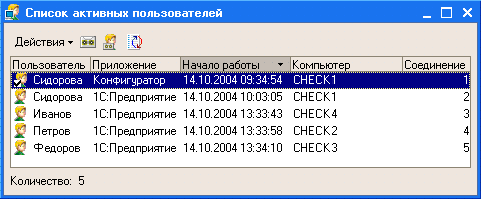 Список активных пользователей
Действия
Пользователь Приложение Начало работы Компьютер Соединение
Сидорова Конфигуратор 14.10.2004 09:34:54 CHECK1 1
Сидорова 1С:Предприятие 14.10.2004 10:03:05 CHECK1 2
Иванов 1С:Предприятие 14.10.2004 13:33:43 CHECK4 3
Петров 1С:Предприятие 14.10.2004 13:33:58 CHECK2 4
Федоров 1С:Предприятие 14.10.2004 13:34:10 CHECK3 5
Количество: 5